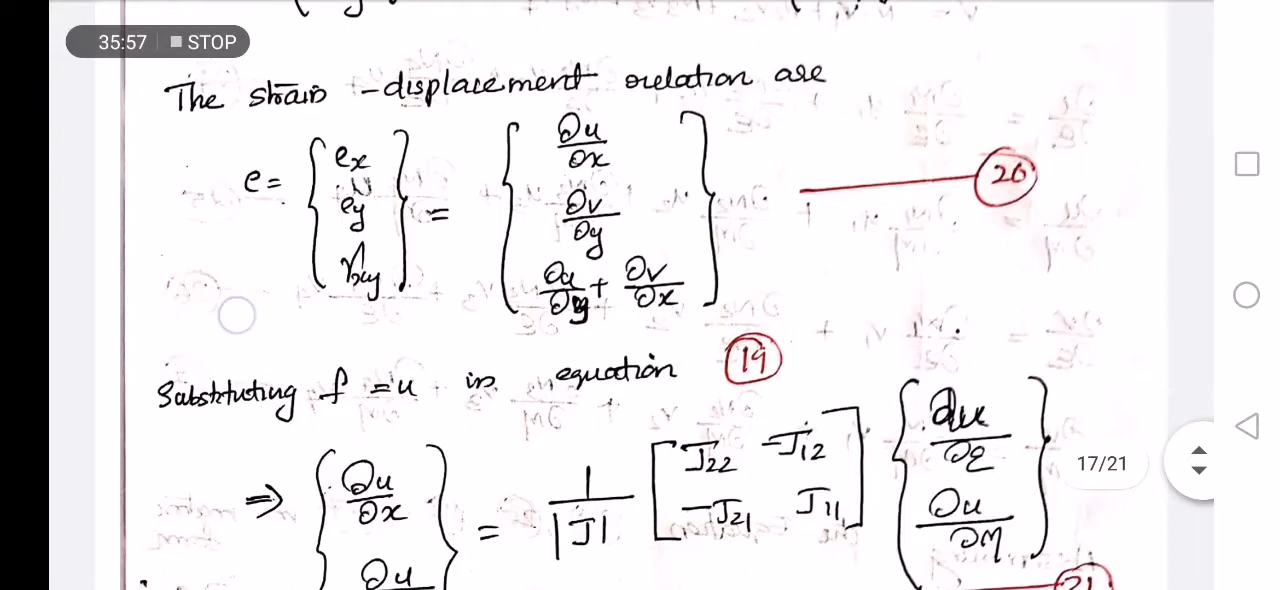 35:57 STOP
The strain -displacement relation are
e = { ex ey γxy } = { ∂u/∂x ∂v/∂y ∂u/∂y + ∂v/∂x } 20
Substituting f = u in equation 19
17/21
⇒ { ∂u/∂x ∂u = 1/|J| [ J22 -J12 -J21 J11 ] { ∂u/∂ξ ∂u/∂η }
21